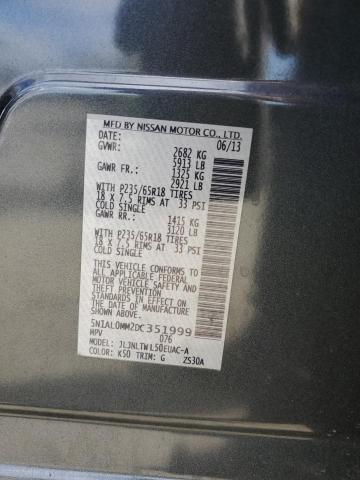 MFD BY NISSAN MOTOR CO., LTD.
DATE: 06/13
GVWR: 2682 KG
5913 LB
GAWR FR.: 1325 KG
2921 LB
WITH P235/65R18 TIRES
18 X 7.5 RIMS AT 33 PSI
COLD SINGLE
GAWR RR.: 1415 KG
3120 LB
WITH P235/65R18 TIRES
18 X 7.5 RIMS AT 33 PSI
COLD SINGLE
THIS VEHICLE CONFORMS TO ALL
APPLICABLE U.S. FEDERAL MOTOR
VEHICLE SAFETY AND THEFT PREVENTION
STANDARDS IN EFFECT ON THE DATE
OF MANUFACTURE SHOWN ABOVE.
5N1AL0MM2DC351999
MPV 076
MODEL: JLJNLTWL50EUAC-A
COLOR: K50 TRIM: G ZS30A